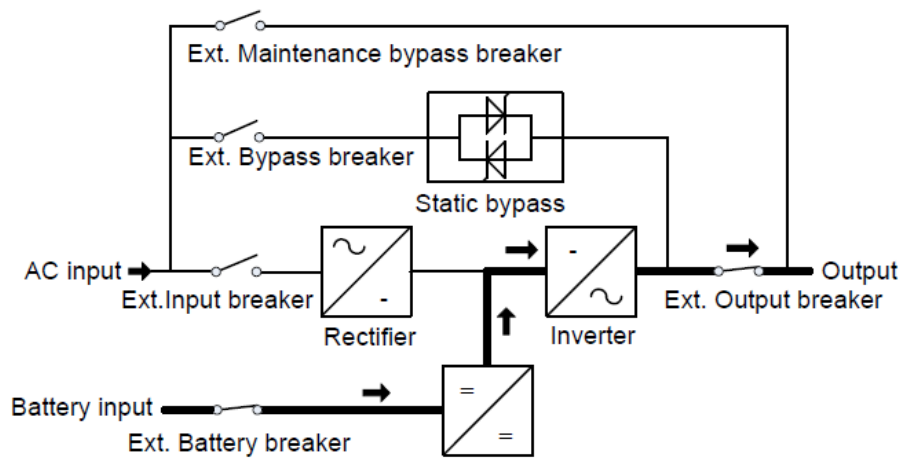 Ext. Maintenance bypass breaker
Ext. Bypass breaker
Static bypass
AC input
Output
Ext.Input breaker
Ext. Output breaker
Rectifier
-
-
Inverter
=
=
Battery input
Ext. Battery breaker